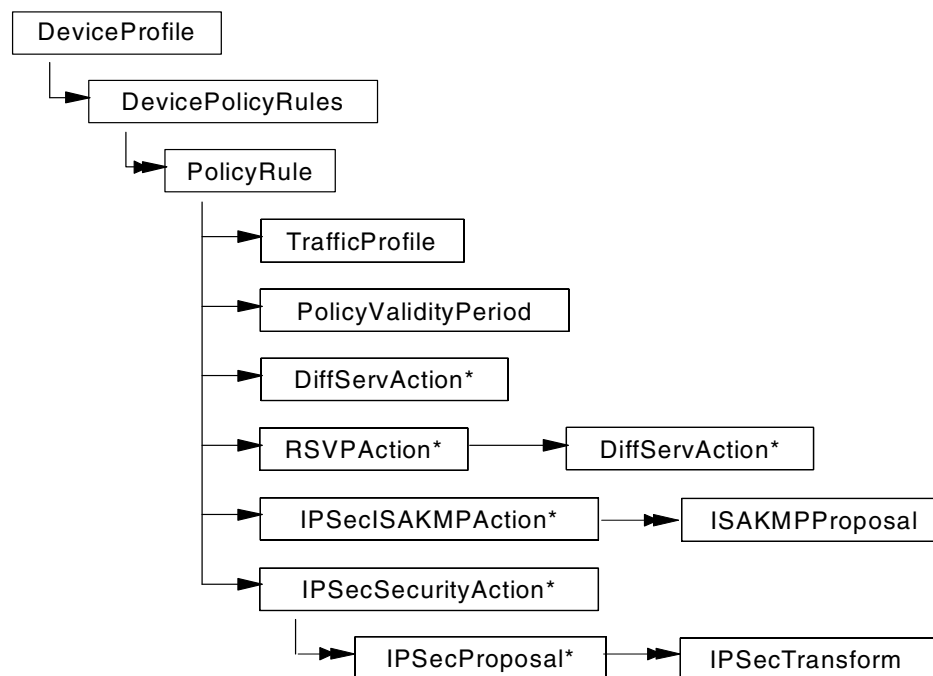 DeviceProfile
DevicePolicyRules
PolicyRule
TrafficProfile
PolicyValidityPeriod
DiffServAction*
RSVPAction* DiffServAction*
IPSecISAKMPAction* ISAKMPProposal
IPSecSecurityAction*
IPSecProposal* IPSecTransform